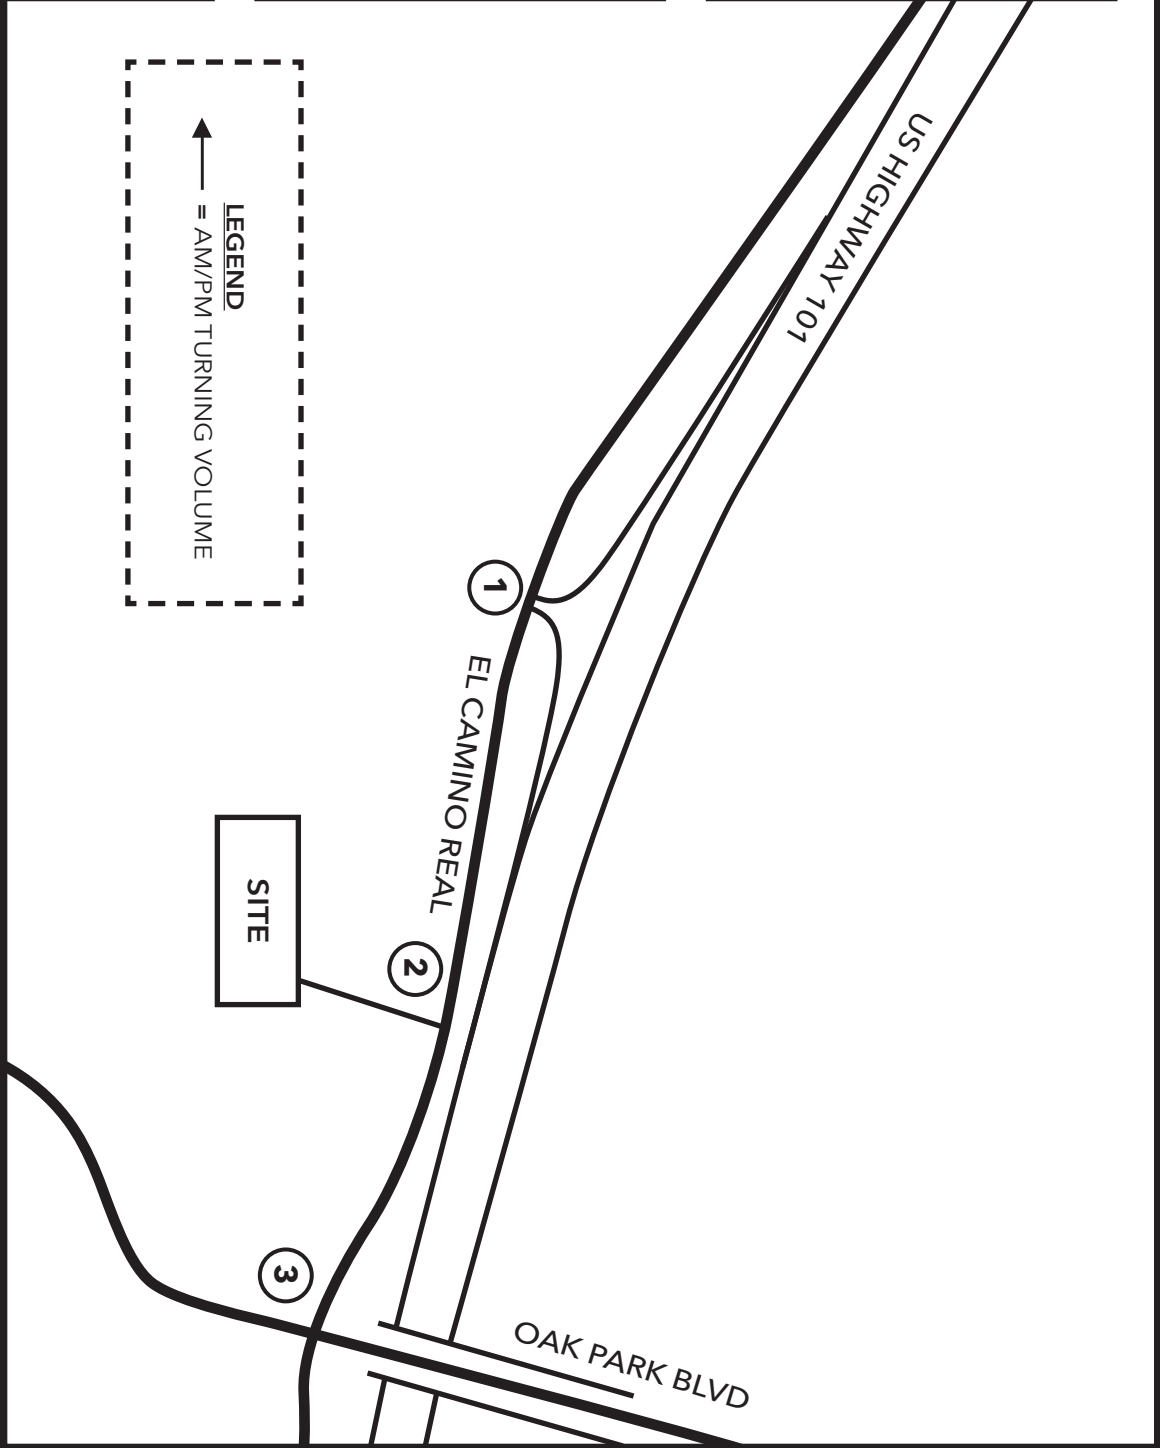 LEGEND
= AM/PM TURNING VOLUME
US HIGHWAY 101
1
EL CAMINO REAL
SITE
2
3
OAK PARK BLVD